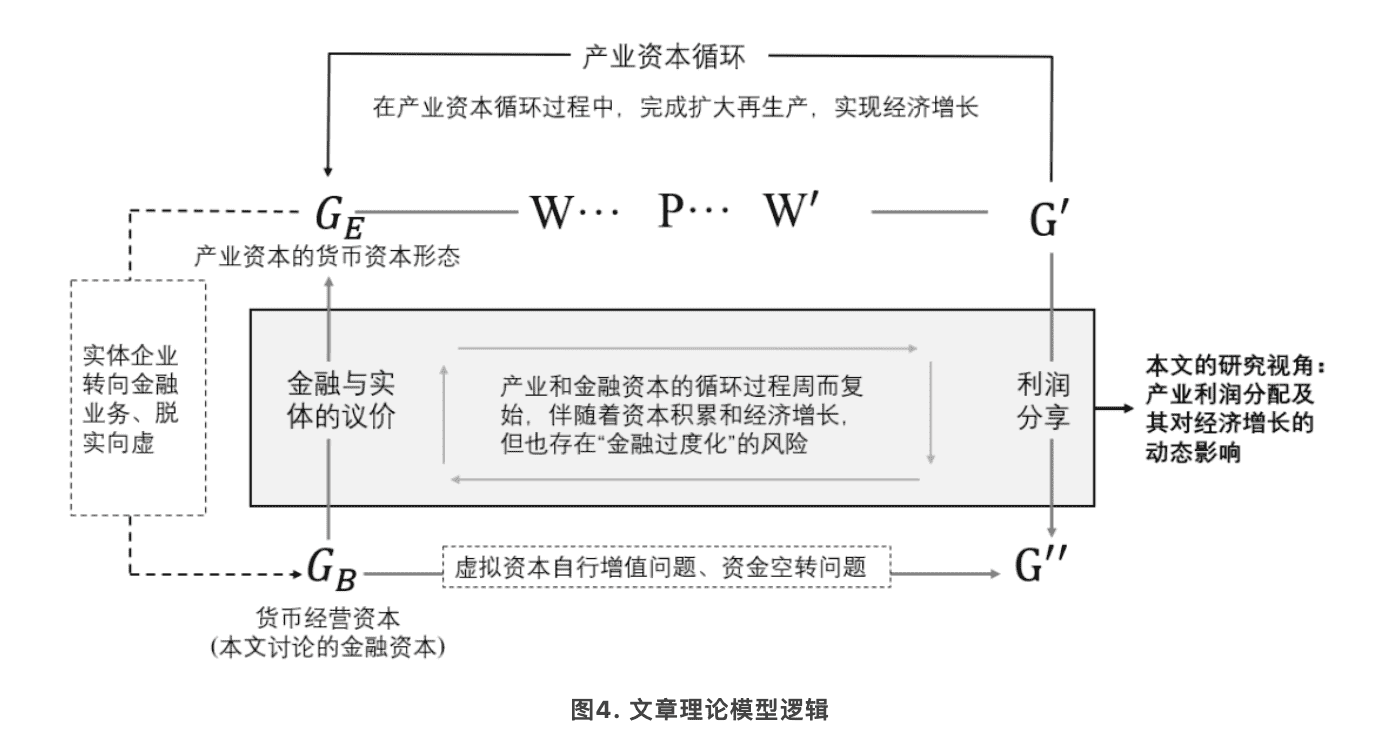 产业资本循环
在产业资本循环过程中，完成扩大再生产，实现经济增长
G_E
W⋯
P⋯
W′
G′
产业资本的货币资本形态
实体企业
转向金融
业务、脱
实向虚
金融与实
体的议价
产业和金融资本的循环过程周而复
始，伴随着资本积累和经济增长，
但也存在“金融过度化”的风险
利润
分享
本文的研究视角：
产业利润分配及
其对经济增长的
动态影响
G_B
虚拟资本自行增值问题、资金空转问题
G′′
货币经营资本
(本文讨论的金融资本)
图4. 文章理论模型逻辑